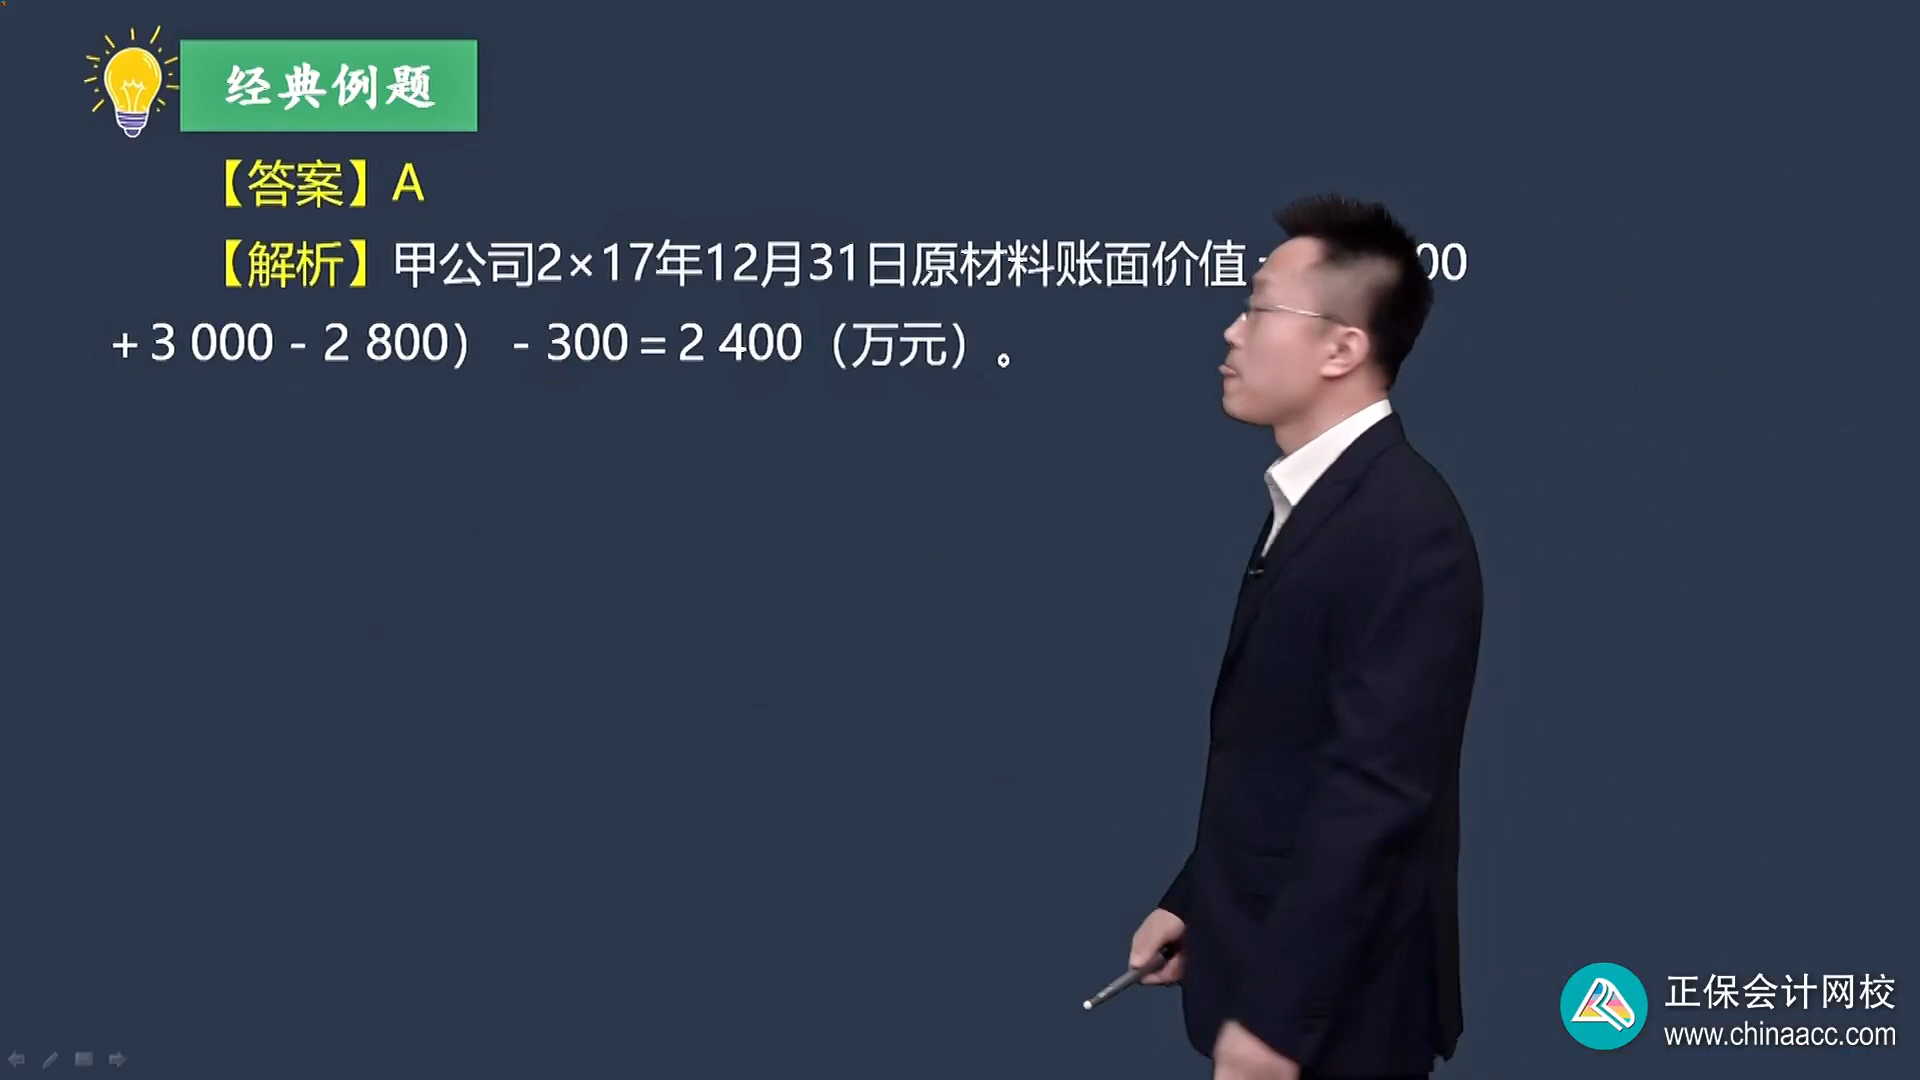 经典例题
【答案】A
【解析】甲公司2×17年12月31日原材料账面价值 00
+3 000-2 800）-300=2 400（万元）。
正保会计网校
www.chinaacc.com